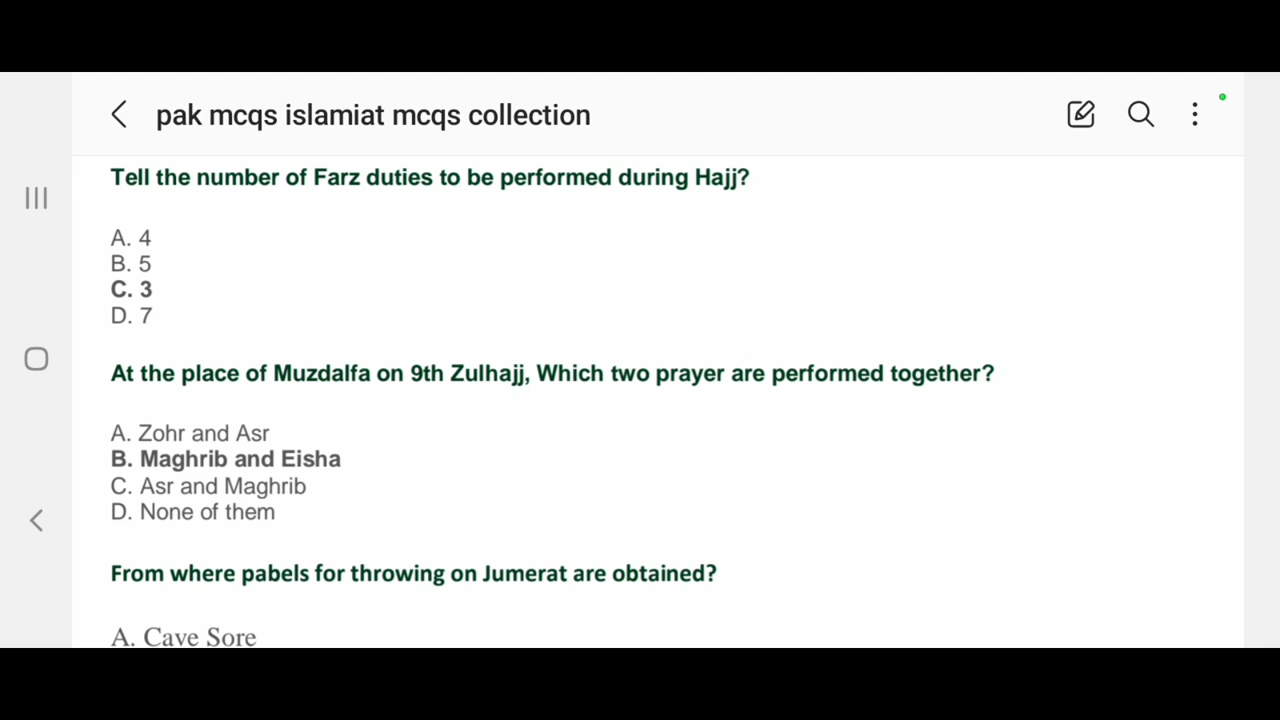 pak mcqs islamiat mcqs collection
Tell the number of Farz duties to be performed during Hajj?
A. 4
B. 5
C. 3
D. 7
At the place of Muzdalfa on 9th Zulhajj, Which two prayer are performed together?
A. Zohr and Asr
B. Maghrib and Eisha
C. Asr and Maghrib
D. None of them
From where pabels for throwing on Jumerat are obtained?
A. Cave Sore